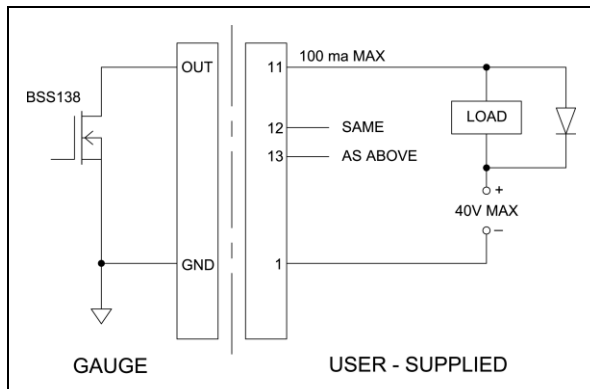 OUT
11
100 ma MAX
BSS138
12
SAME
LOAD
13
AS ABOVE
+
40V MAX
–
GND
1
GAUGE
USER - SUPPLIED